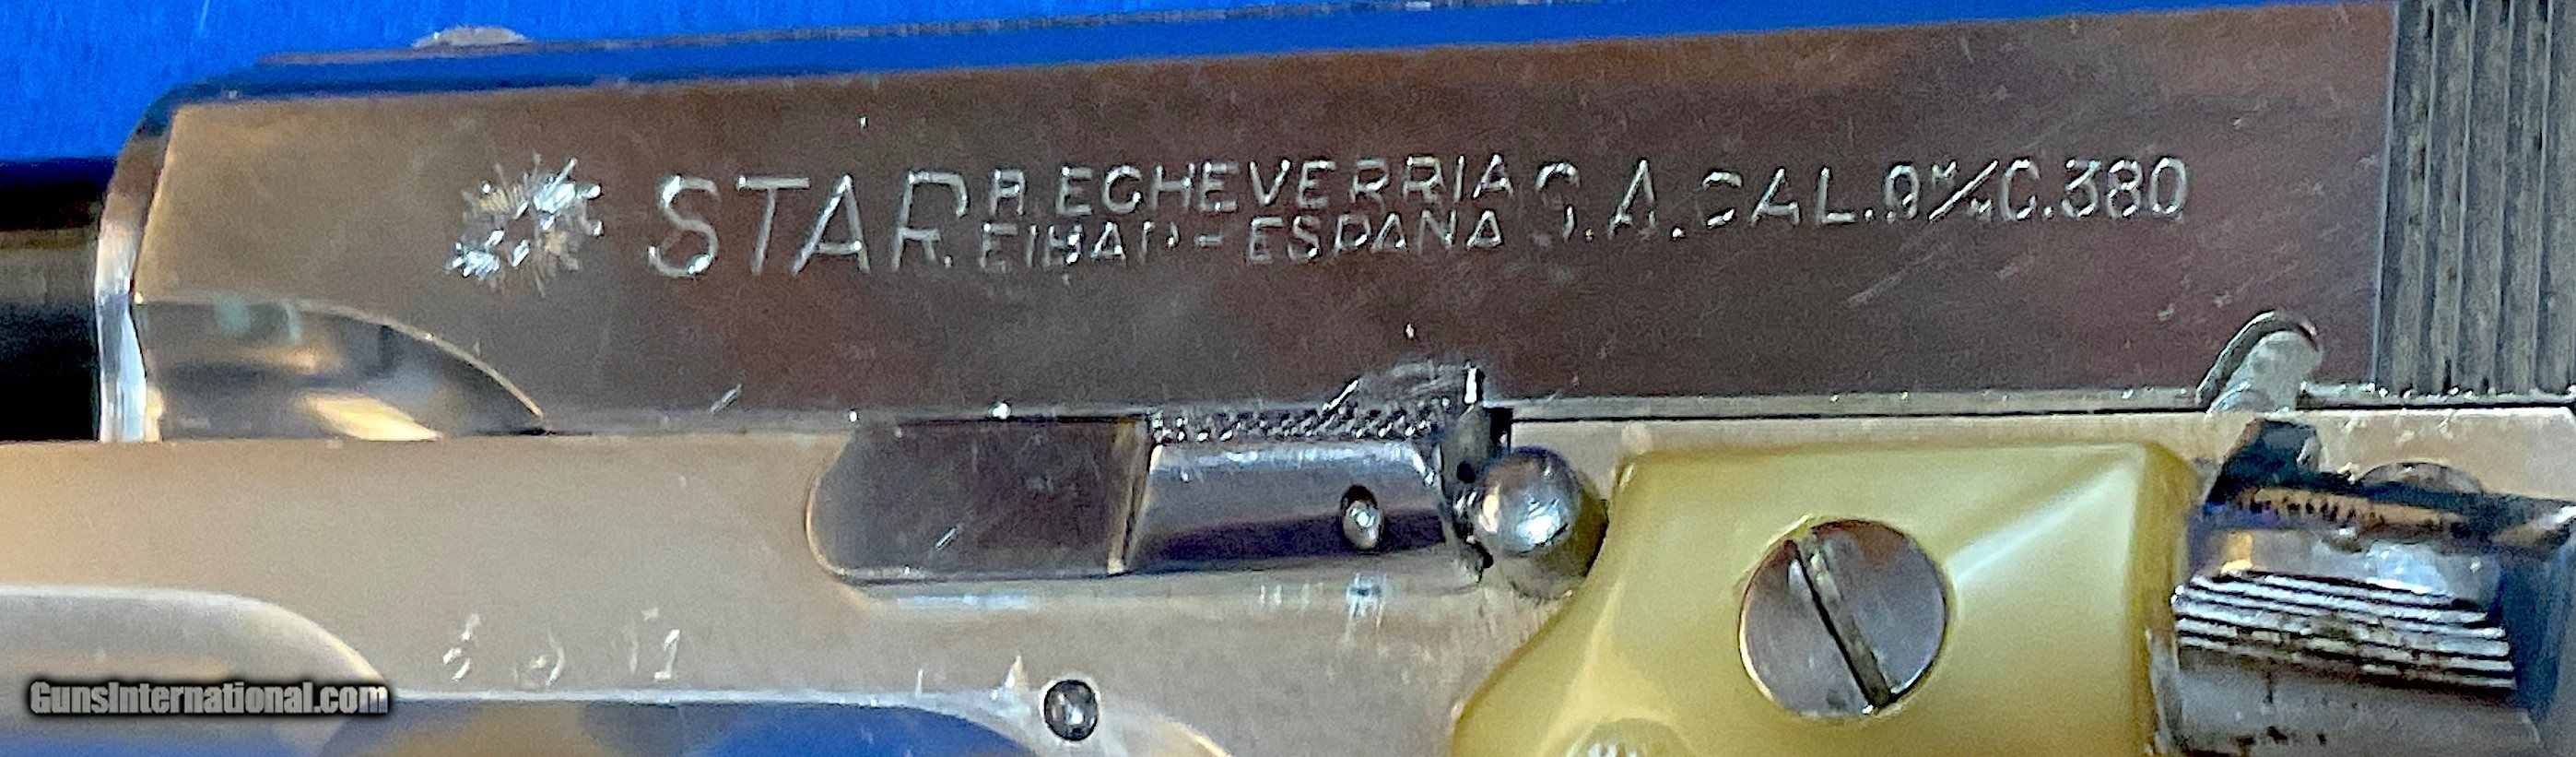 STAR B. ECHEVERRIA S.A. CAL. 9 M/M C. 380
EIBAR-ESPANA
GunsInternational.com